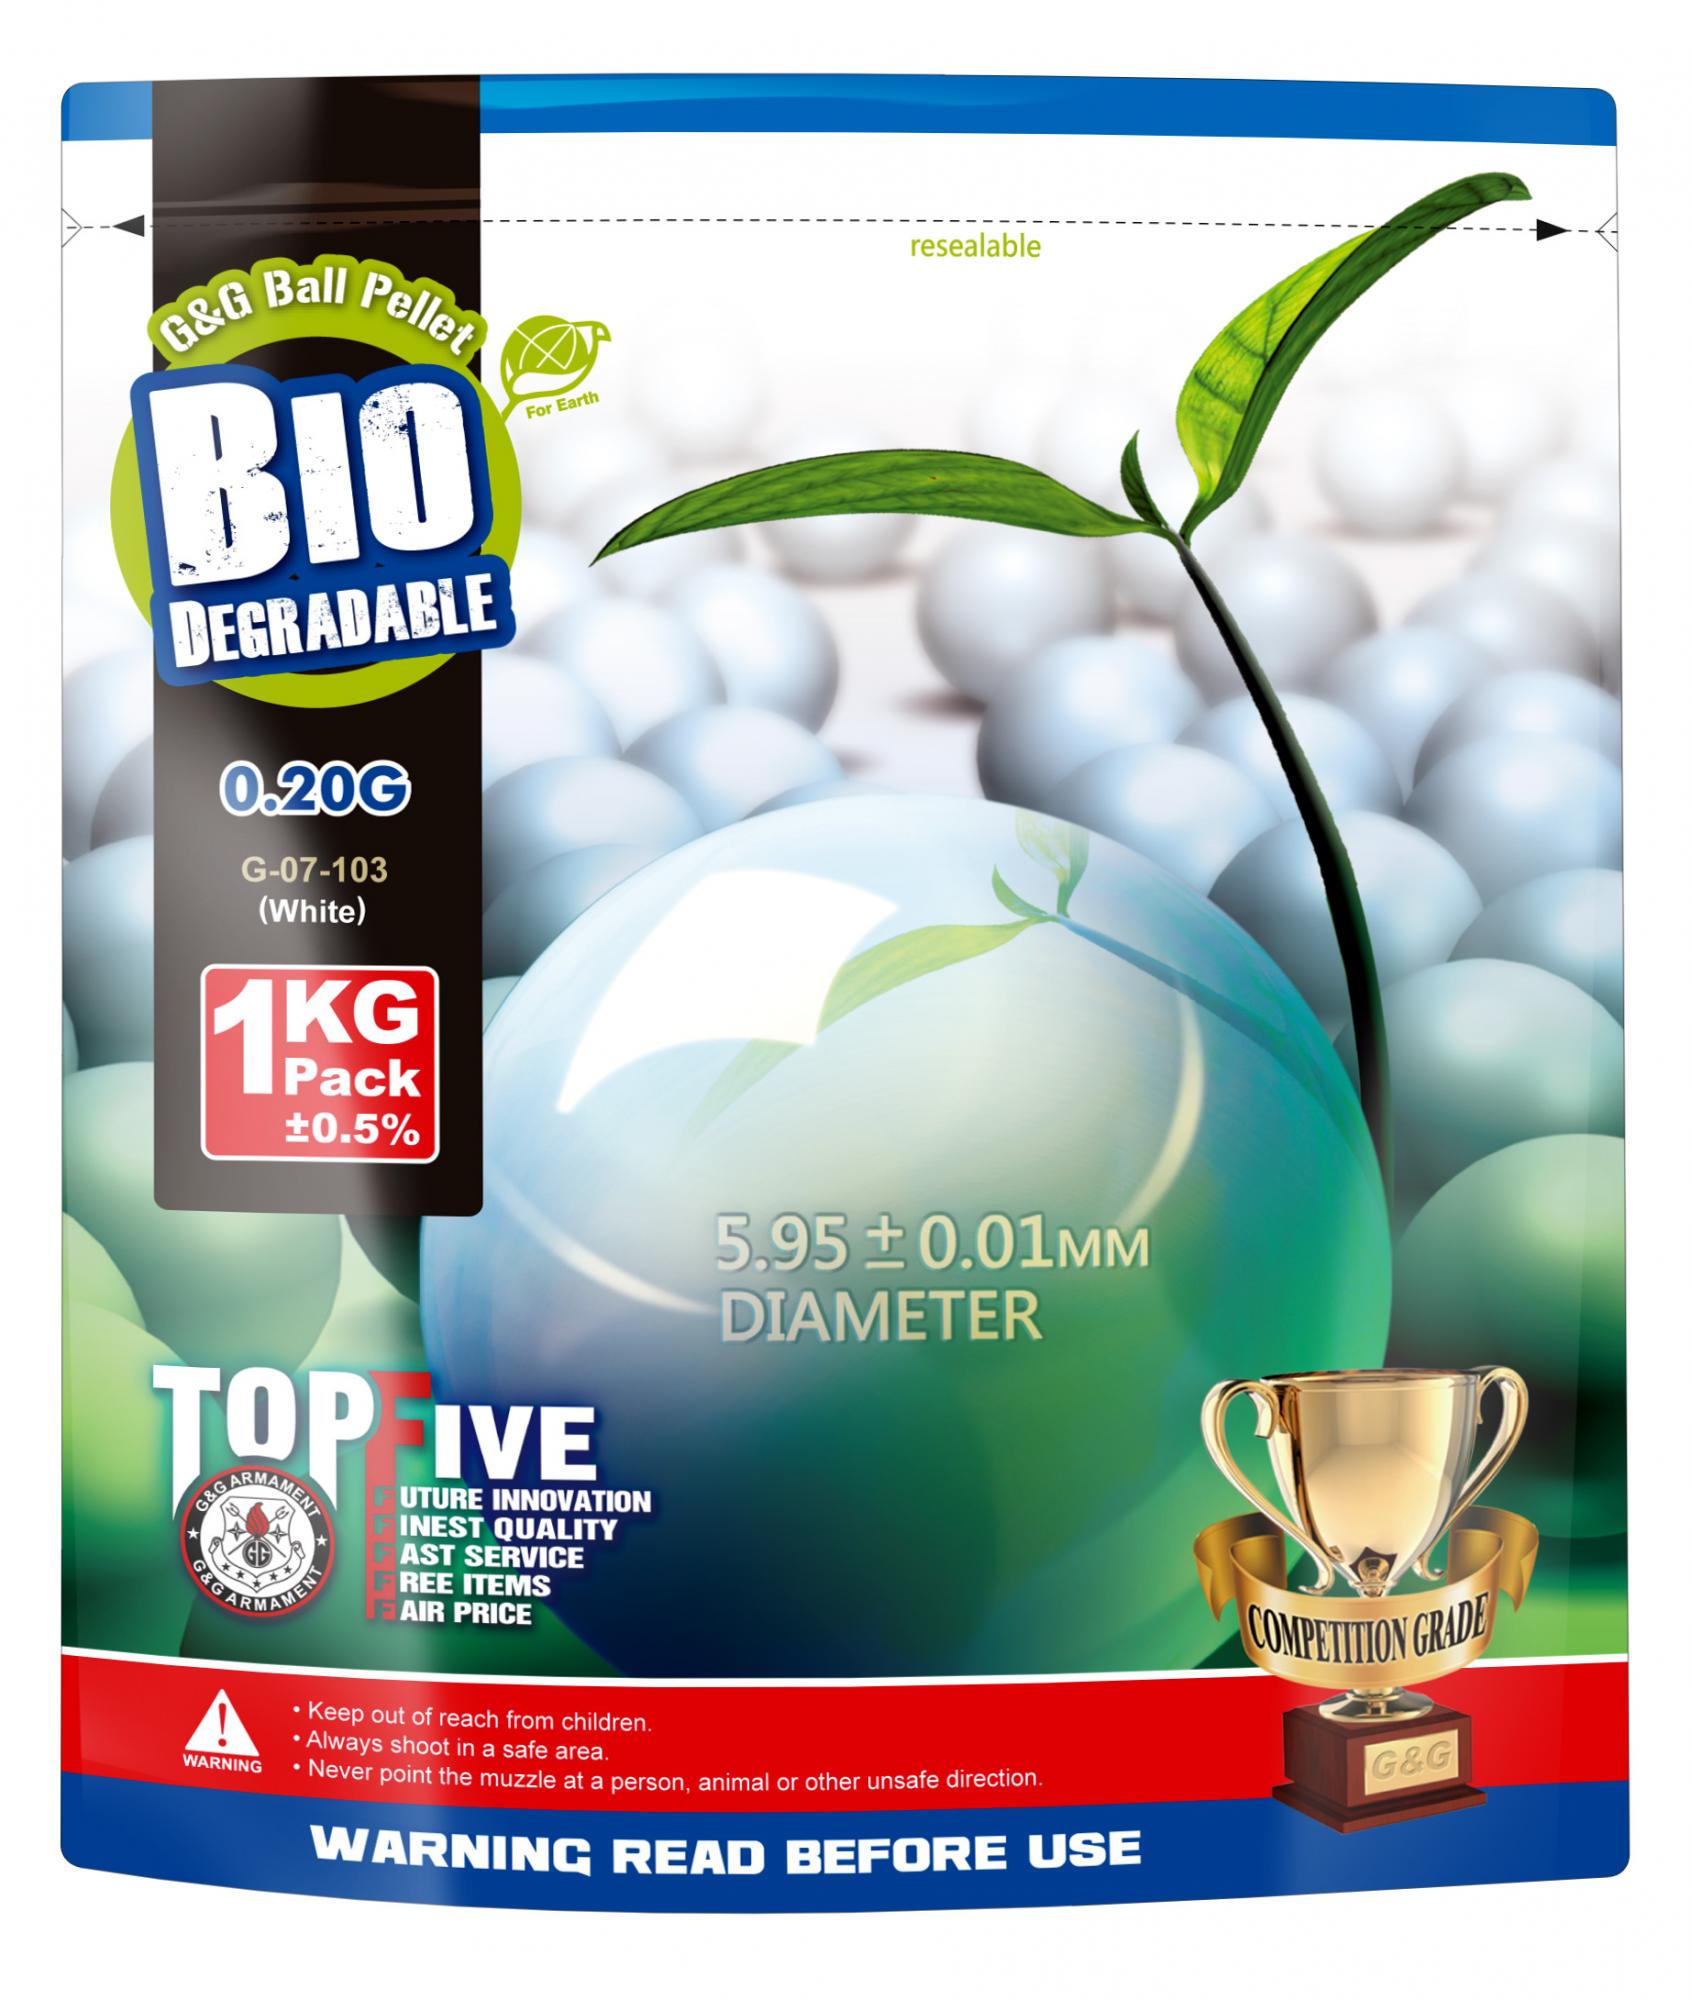 resealable
G&G Ball Pellet
BIO
DEGRADABLE
For Earth
0.20G
G-07-103
(White)
1KG
Pack
±0.5%
5.95 ± 0.01MM
DIAMETER
TOPFIVE
FUTURE INNOVATION
FINEST QUALITY
FAST SERVICE
FREE ITEMS
FAIR PRICE
G&G ARMAMENT
GG
G&G ARMAMENT
COMPETITION GRADE
G&G
WARNING
• Keep out of reach from children.
• Always shoot in a safe area.
• Never point the muzzle at a person, animal or other unsafe direction.
WARNING READ BEFORE USE